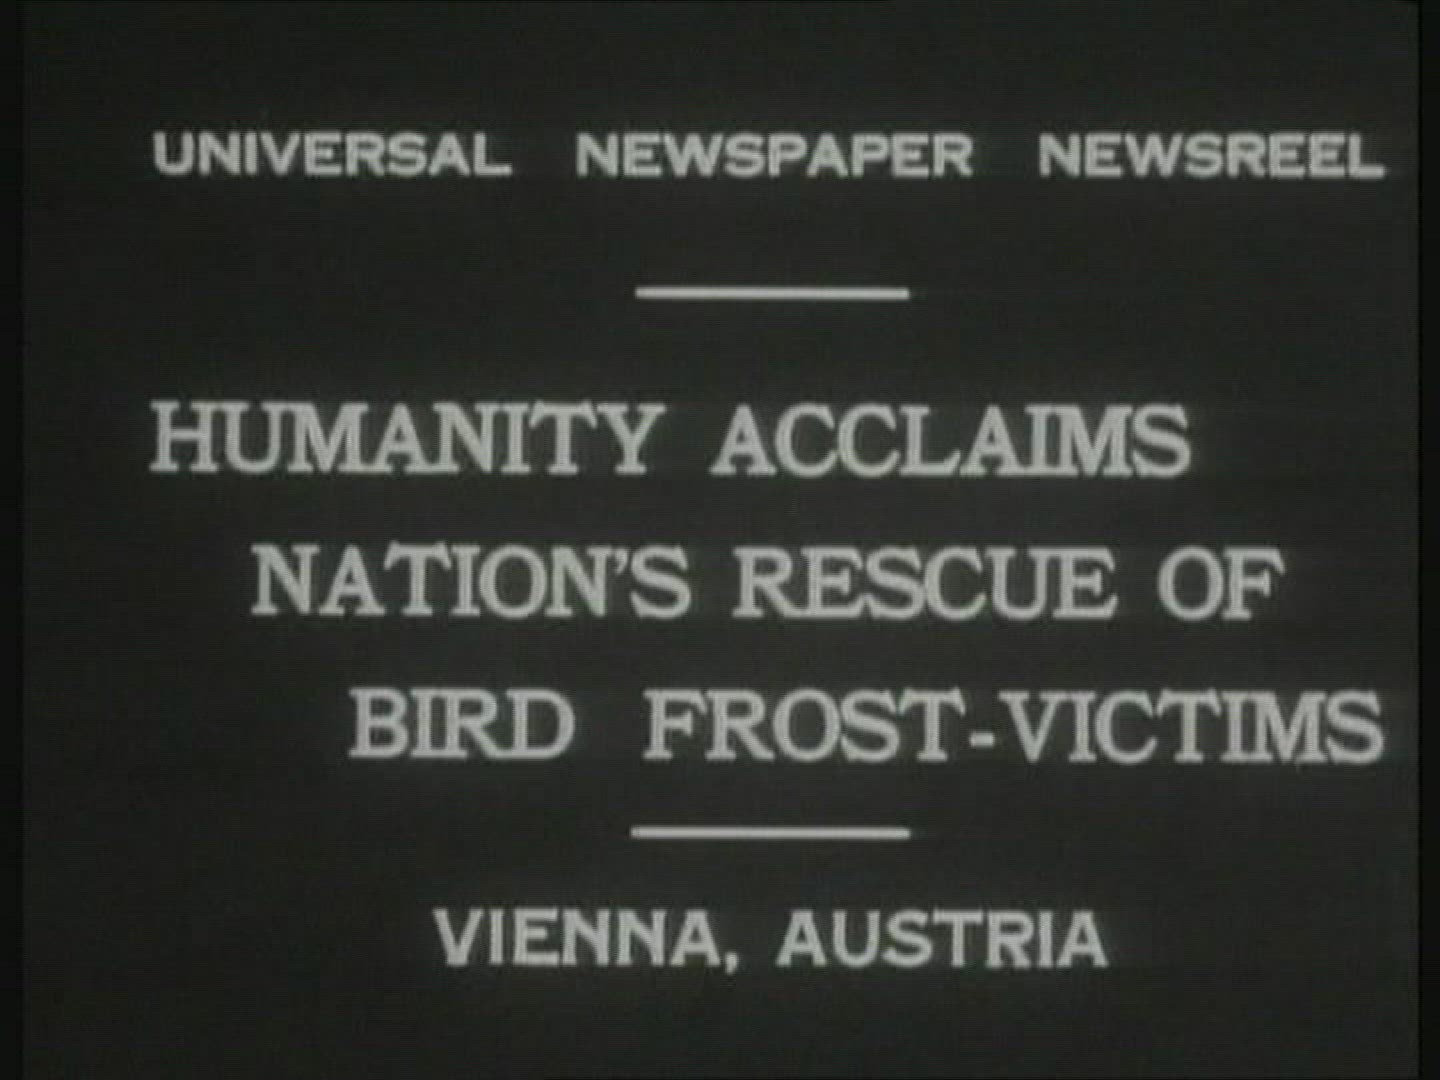 UNIVERSAL NEWSPAPER NEWSREEL
HUMANITY ACCLAIMS
NATION'S RESCUE OF
BIRD FROST-VICTIMS
VIENNA, AUSTRIA